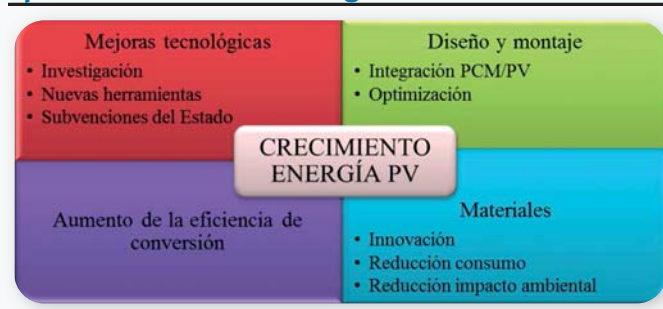 Mejoras tecnológicas
• Investigación
• Nuevas herramientas
• Subvenciones del Estado
Diseño y montaje
• Integración PCM/PV
• Optimización
CRECIMIENTO
ENERGÍA PV
Aumento de la eficiencia de
conversión
Materiales
• Innovación
• Reducción consumo
• Reducción impacto ambiental